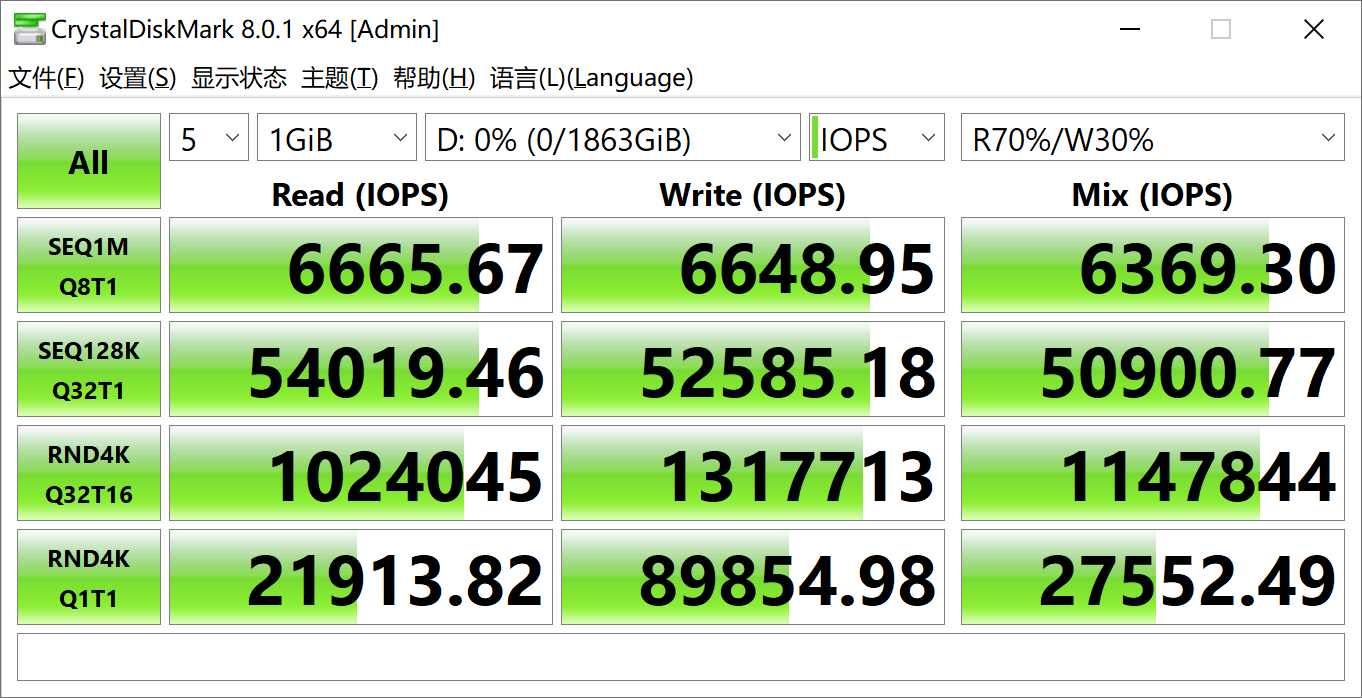 CrystalDiskMark 8.0.1 x64 [Admin]
文件(F) 设置(S) 显示状态 主题(T) 帮助(H) 语言(L)(Language)
All 5 1GiB D: 0% (0/1863GiB) IOPS R70%/W30%
Read (IOPS) Write (IOPS) Mix (IOPS)
SEQ1M
Q8T1 6665.67 6648.95 6369.30
SEQ128K
Q32T1 54019.46 52585.18 50900.77
RND4K
Q32T16 1024045 1317713 1147844
RND4K
Q1T1 21913.82 89854.98 27552.49